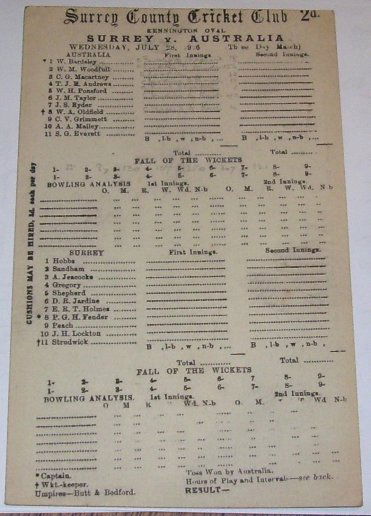 Surrey County Cricket Club 2d.
KENNINGTON OVAL
SURREY v. AUSTRALIA
WEDNESDAY, JULY 28, 9 6 Three Day Match)
AUSTRALIA First Innings. Second Innings.
* 1 W. Bardsley
2 W. M. Woodfull
3 C. G. Macartney
4 T. J. E. Andrews
5 W. H. Ponsford
6 J. M. Taylor
7 J. S. Ryder
† 8 W. A. Oldfield
9 C. V. Grimmett
10 A. A. Mailey
11 S. G. Everett B ,l-b , w , n-b , ... B ,l-b , w , n-b , ...
Total ............ Total ............
FALL OF THE WICKETS
1- 2- 3- 4- 5- 6- 7- 8- 9-
1- 2- 3- 4- 5- 6- 7- 8- 9-
BOWLING ANALYSIS 1st Innings. 2nd Innings.
O. M. R. W. Wd. N-b O. M. R. W. Wd. N-b
SURREY First Innings. Second Innings.
1 Hobbs
2 Sandham
3 A. Jeacocke
4 Gregory
5 Shepherd
6 D. R. Jardine
7 E. R. T. Holmes
* 8 P. G. H. Fender
9 Peach
10 J. H. Lockton
†11 Strudwick B ,l-b , w , n-b , ... B ,l-b , w , n-b , ...
Total ............ Total ............
FALL OF THE WICKETS
1- 2- 3- 4- 5- 6- 7- 8- 9-
1- 2- 3- 4- 5- 6- 7- 8- 9-
BOWLING ANALYSIS. 1st Innings. 2nd Innings.
O M R. W Wd. N-b O. M. R. W Wd N-b
* Captain. Toss Won by Australia.
† Wkt.-keeper. Hours of Play and Interval—see back.
Umpires—Butt & Bedford. RESULT—
CUSHIONS MAY BE HIRED, 4d. each per day